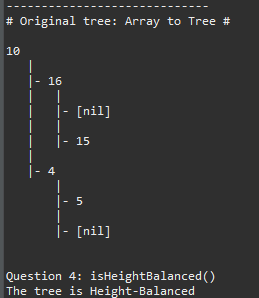 -----------------------------
# Original tree: Array to Tree #
10
|
|- 16
|   |
|   |- [nil]
|   |
|   |- 15
|
|- 4
|
|- 5
|
|- [nil]
Question 4: isHeightBalanced()
The tree is Height-Balanced